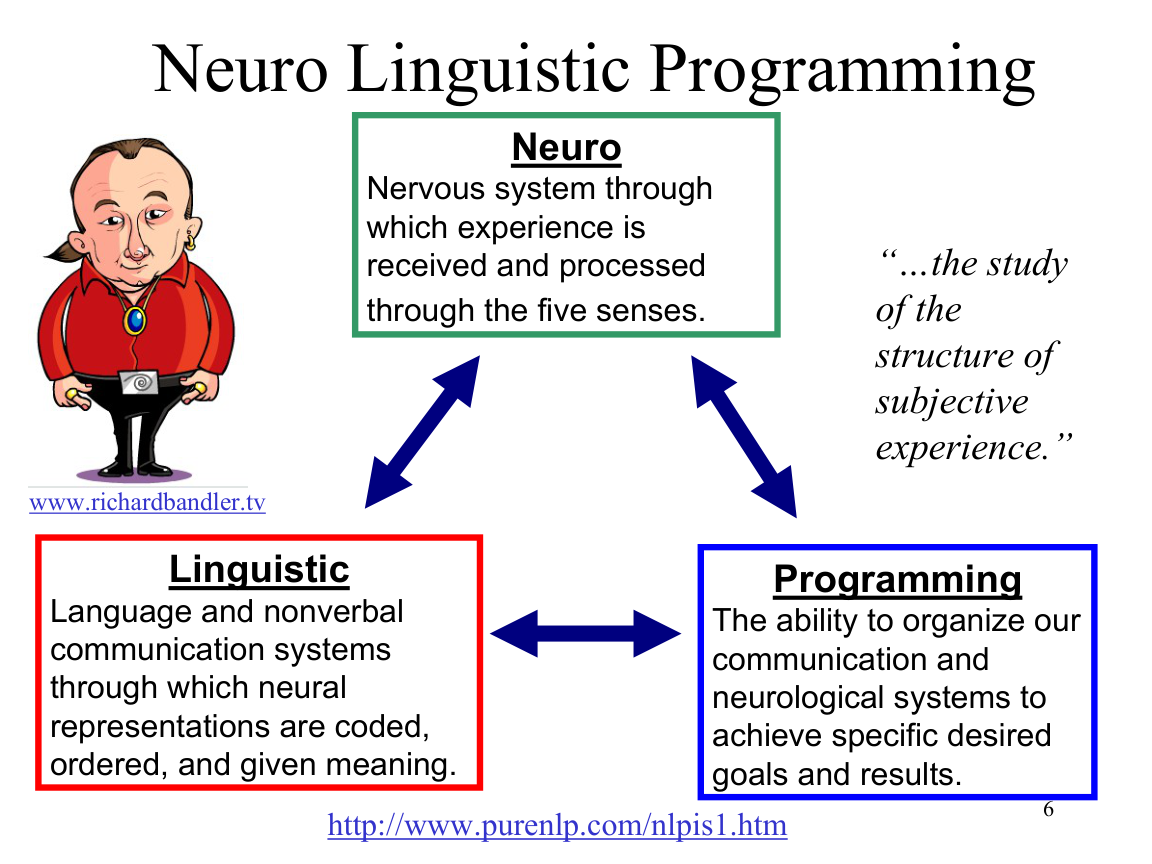 Neuro Linguistic Programming
Neuro
Nervous system through
which experience is
received and processed
through the five senses.
“…the study
of the
structure of
subjective
experience.”
www.richardbandler.tv
Linguistic
Language and nonverbal
communication systems
through which neural
representations are coded,
ordered, and given meaning.
Programming
The ability to organize our
communication and
neurological systems to
achieve specific desired
goals and results.
6
http://www.purenlp.com/nlpis1.htm